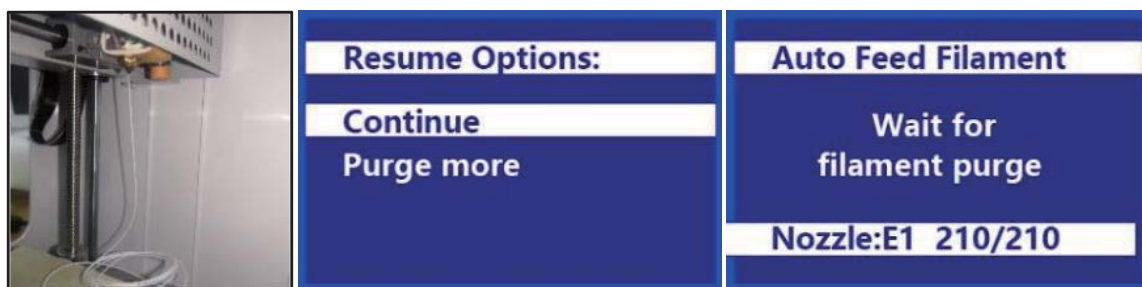 Resume Options:
Continue
Purge more
Auto Feed Filament
Wait for
filament purge
Nozzle:E1 210/210